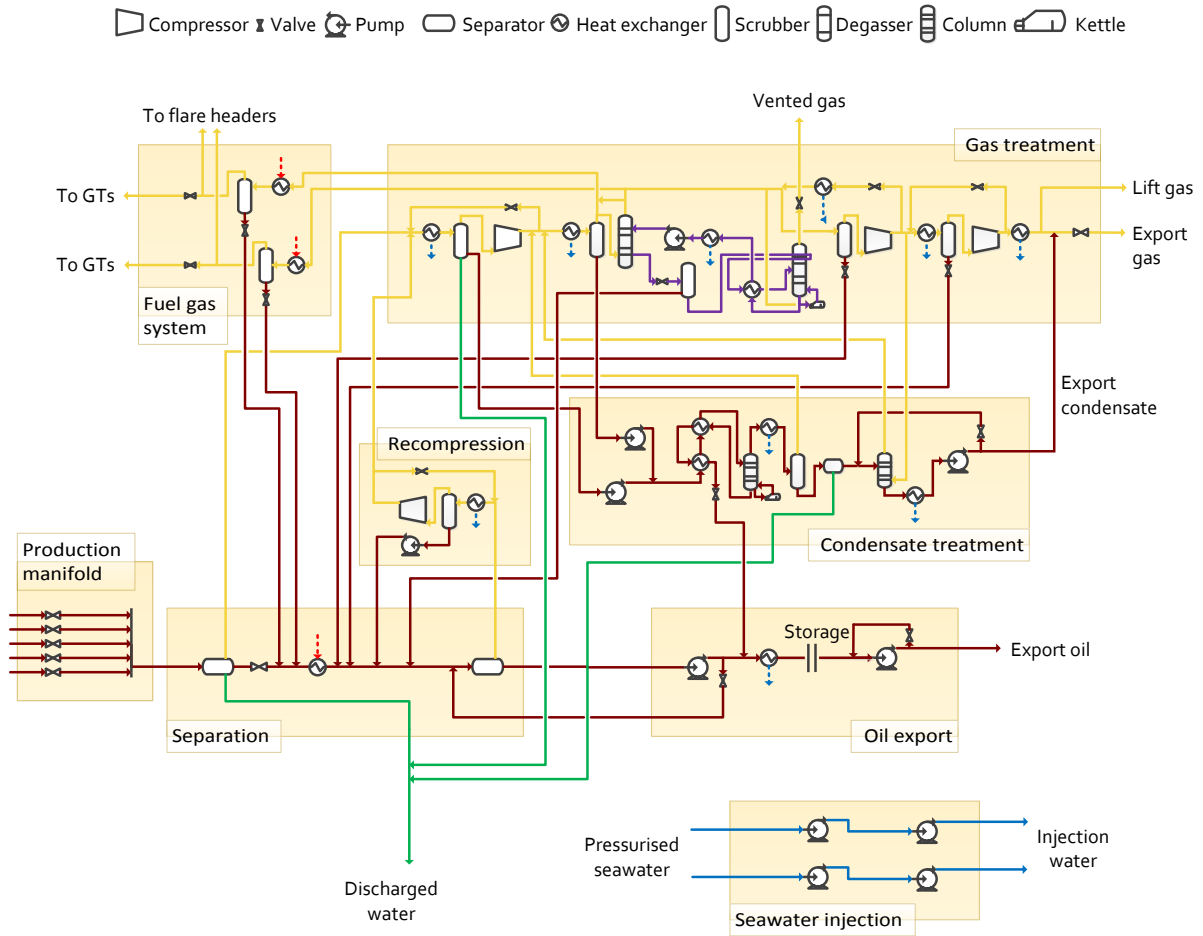 Compressor Valve Pump Separator Heat exchanger Scrubber Degasser Column Kettle
Vented gas
To flare headers
Gas treatment
To GTs
Lift gas
To GTs
Export
gas
Fuel gas
system
Export
condensate
Recompression
Production
manifold
Condensate treatment
Storage
Export oil
Separation
Oil export
Pressurised
seawater
Injection
water
Discharged
water
Seawater injection